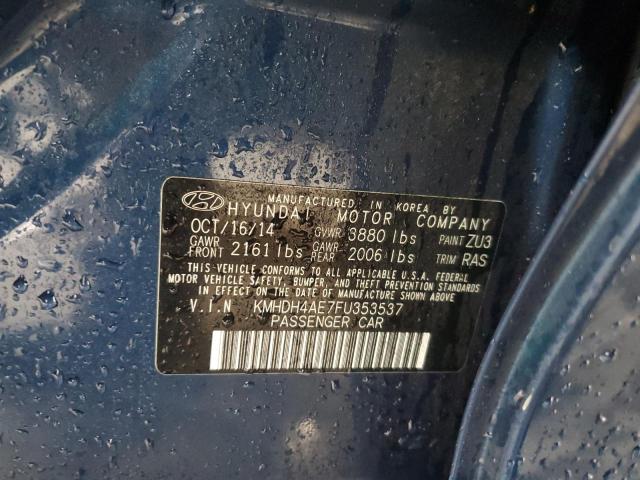 MANUFACTURED IN KOREA BY
HYUNDAI MOTOR COMPANY
OCT/16/14 GVWR 3880 lbs PAINT ZU3
GAWR FRONT 2161 lbs GAWR REAR 2006 lbs TRIM RAS
THIS VEHICLE CONFORMS TO ALL APPLICABLE U.S.A. FEDERAL
MOTOR VEHICLE SAFETY, BUMPER, AND THEFT PREVENTION STANDARDS
IN EFFECT ON THE DATE OF MANUFACTURE SHOWN ABOVE.
V.I.N. KMHDH4AE7FU353537
PASSENGER CAR